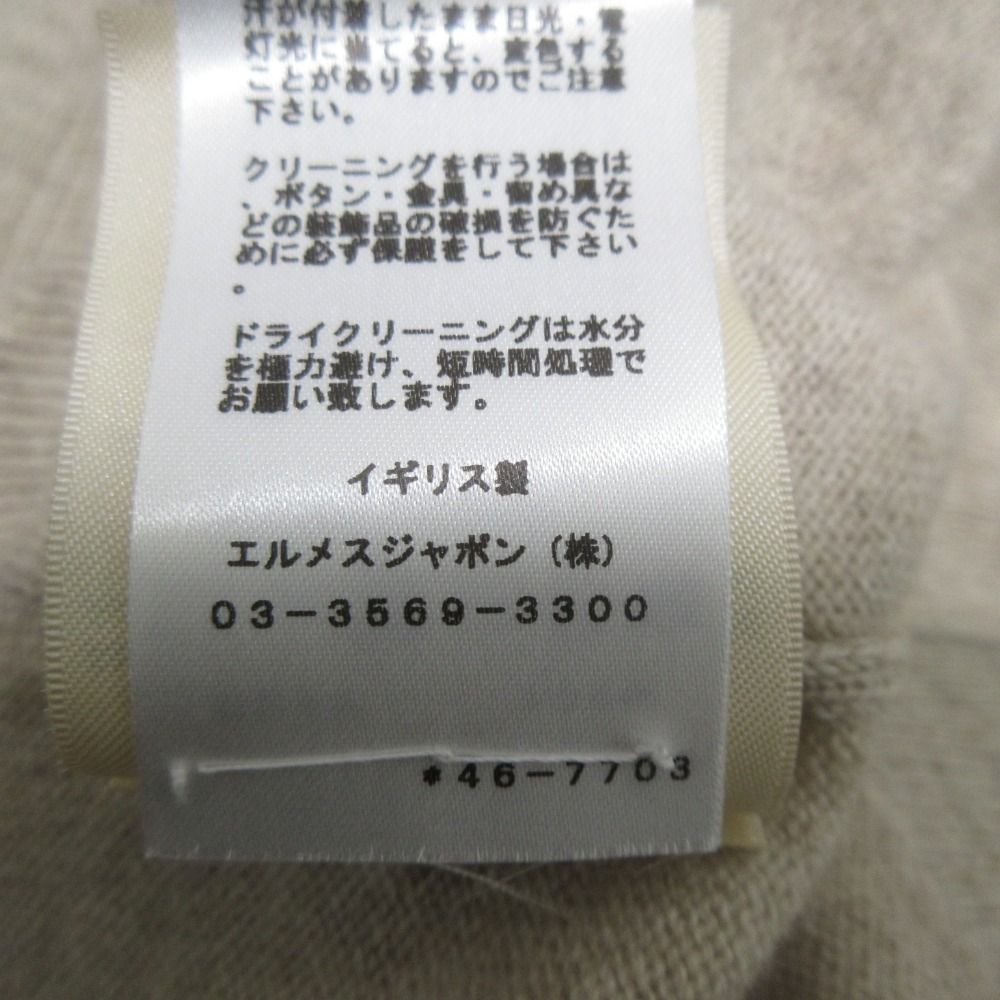 汗が付着したまま日光・電
灯光に当てると、変色する
ことがありますのでご注意
下さい。
クリーニングを行う場合は
、ボタン・金具・留め具な
どの装飾品の破損を防ぐた
めに必ず保護をして下さい
。
ドライクリーニングは水分
を極力避け、短時間処理で
お願い致します。
イギリス製
エルメスジャポン(株)
03-3569-3300
*46-7703